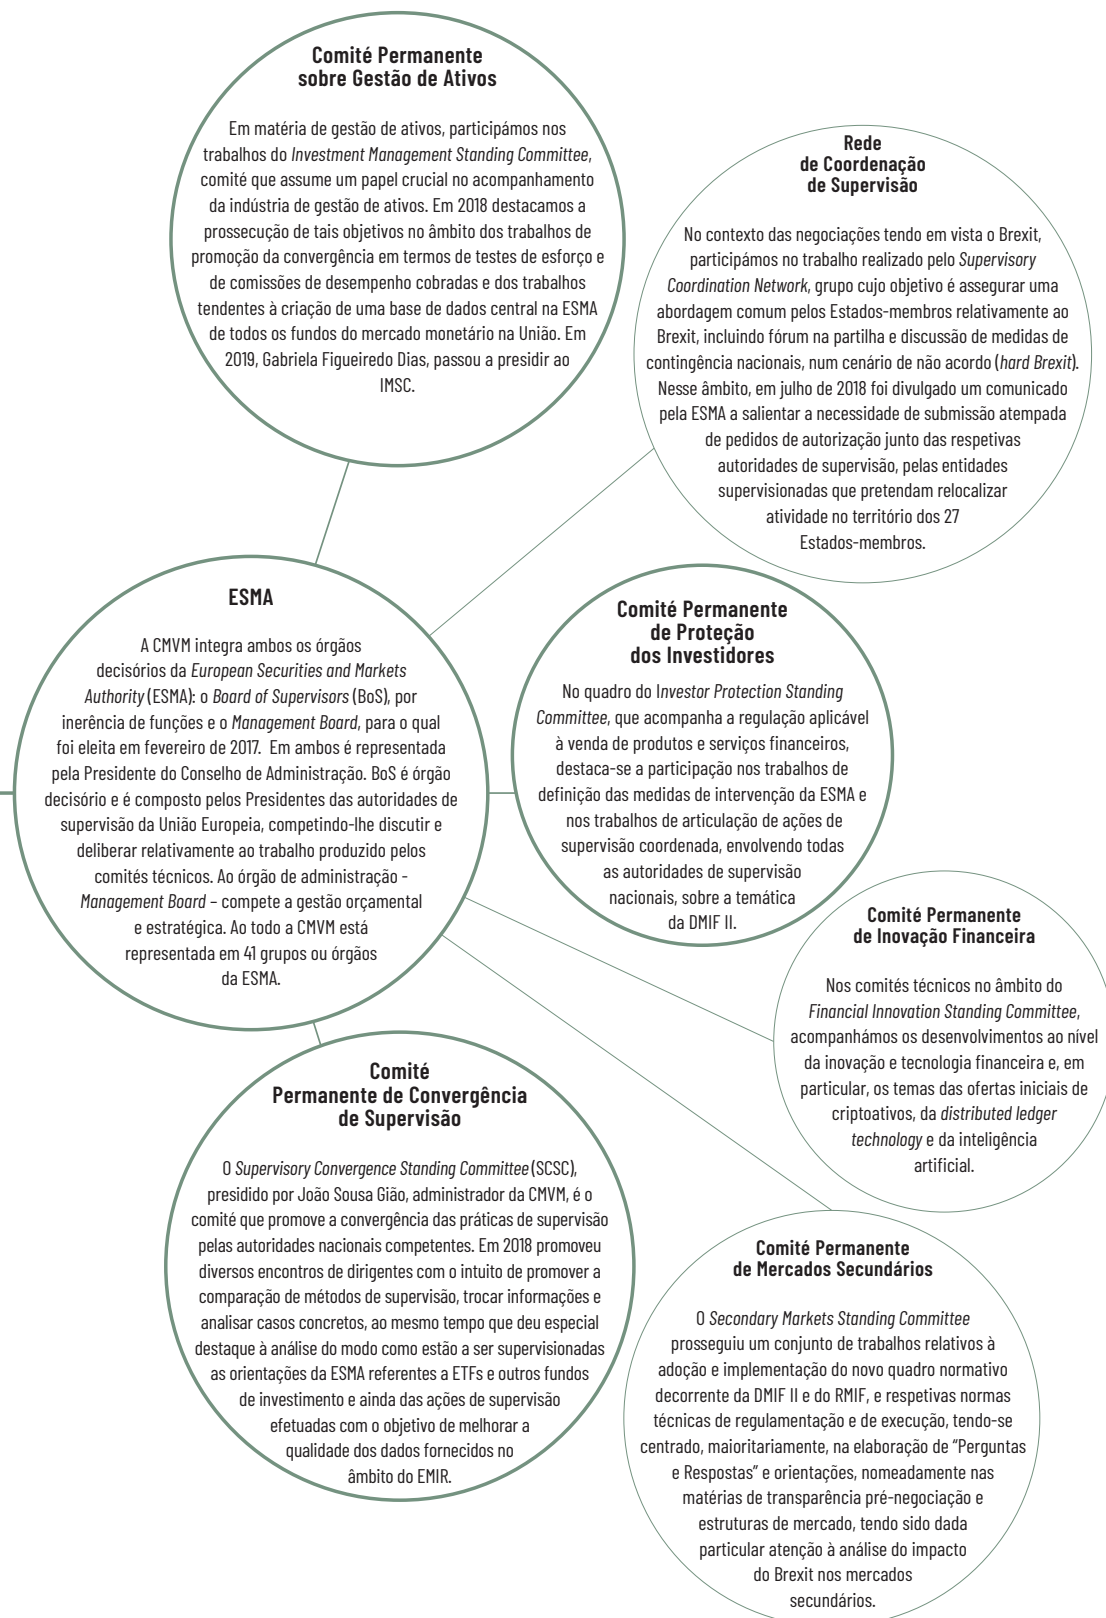 Comité Permanente
sobre Gestão de Ativos
Em matéria de gestão de ativos, participámos nos
trabalhos do Investment Management Standing Committee,
comité que assume um papel crucial no acompanhamento
da indústria de gestão de ativos. Em 2018 destacamos a
prossecução de tais objetivos no âmbito dos trabalhos de
promoção da convergência em termos de testes de esforço e
de comissões de desempenho cobradas e dos trabalhos
tendentes à criação de uma base de dados central na ESMA
de todos os fundos do mercado monetário na União. Em
2019, Gabriela Figueiredo Dias, passou a presidir ao
IMSC.
Rede
de Coordenação
de Supervisão
No contexto das negociações tendo em vista o Brexit,
participámos no trabalho realizado pelo Supervisory
Coordination Network, grupo cujo objetivo é assegurar uma
abordagem comum pelos Estados-membros relativamente ao
Brexit, incluindo fórum na partilha e discussão de medidas de
contingência nacionais, num cenário de não acordo (hard Brexit).
Nesse âmbito, em julho de 2018 foi divulgado um comunicado
pela ESMA a salientar a necessidade de submissão atempada
de pedidos de autorização junto das respetivas
autoridades de supervisão, pelas entidades
supervisionadas que pretendam relocalizar
atividade no território dos 27
Estados-membros.
ESMA
A CMVM integra ambos os órgãos
decisórios da European Securities and Markets
Authority (ESMA): o Board of Supervisors (BoS), por
inerência de funções e o Management Board, para o qual
foi eleita em fevereiro de 2017.  Em ambos é representada
pela Presidente do Conselho de Administração. BoS é órgão
decisório e é composto pelos Presidentes das autoridades de
supervisão da União Europeia, competindo-lhe discutir e
deliberar relativamente ao trabalho produzido pelos
comités técnicos. Ao órgão de administração -
Management Board – compete a gestão orçamental
e estratégica. Ao todo a CMVM está
representada em 41 grupos ou órgãos
da ESMA.
Comité Permanente
de Proteção
dos Investidores
No quadro do Investor Protection Standing
Committee, que acompanha a regulação aplicável
à venda de produtos e serviços financeiros,
destaca-se a participação nos trabalhos de
definição das medidas de intervenção da ESMA e
nos trabalhos de articulação de ações de
supervisão coordenada, envolvendo todas
as autoridades de supervisão
nacionais, sobre a temática
da DMIF II.
Comité Permanente
de Inovação Financeira
Nos comités técnicos no âmbito do
Financial Innovation Standing Committee,
acompanhámos os desenvolvimentos ao nível
da inovação e tecnologia financeira e, em
particular, os temas das ofertas iniciais de
criptoativos, da distributed ledger
technology e da inteligência
artificial.
Comité
Permanente de Convergência
de Supervisão
O Supervisory Convergence Standing Committee (SCSC),
presidido por João Sousa Gião, administrador da CMVM, é o
comité que promove a convergência das práticas de supervisão
pelas autoridades nacionais competentes. Em 2018 promoveu
diversos encontros de dirigentes com o intuito de promover a
comparação de métodos de supervisão, trocar informações e
analisar casos concretos, ao mesmo tempo que deu especial
destaque à análise do modo como estão a ser supervisionadas
as orientações da ESMA referentes a ETFs e outros fundos
de investimento e ainda das ações de supervisão
efetuadas com o objetivo de melhorar a
qualidade dos dados fornecidos no
âmbito do EMIR.
Comité Permanente
de Mercados Secundários
O Secondary Markets Standing Committee
prosseguiu um conjunto de trabalhos relativos à
adoção e implementação do novo quadro normativo
decorrente da DMIF II e do RMIF, e respetivas normas
técnicas de regulamentação e de execução, tendo-se
centrado, maioritariamente, na elaboração de “Perguntas
e Respostas” e orientações, nomeadamente nas
matérias de transparência pré-negociação e
estruturas de mercado, tendo sido dada
particular atenção à análise do impacto
do Brexit nos mercados
secundários.